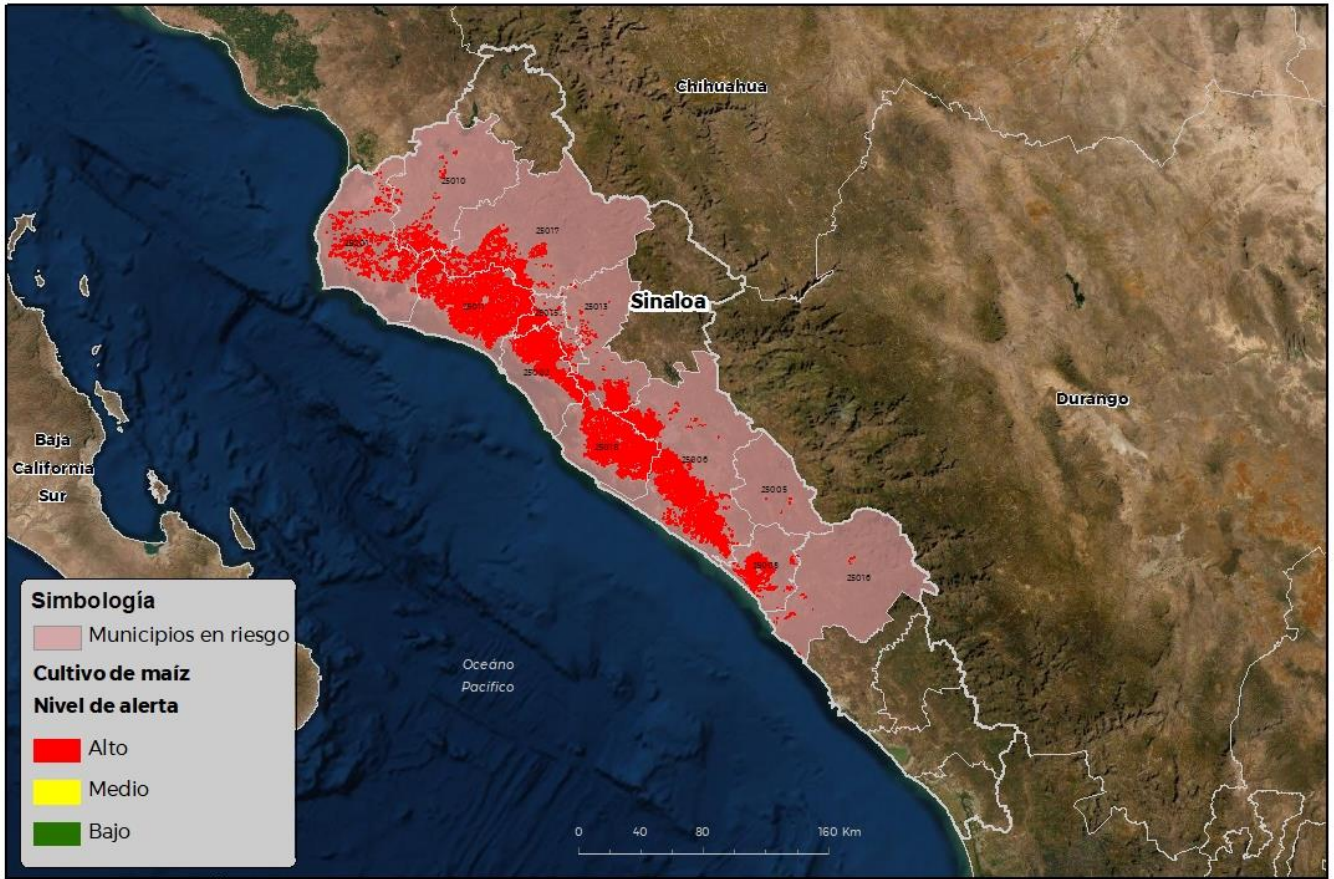 Chihuahua
25010
25017
Sinaloa
25013
Durango
Baja
California
Sur
25006
25005
25016
Simbología
Municipios en riesgo
Cultivo de maíz
Nivel de alerta
Alto
Medio
Bajo
Oceáno
Pacífico
0 40 80 160 Km